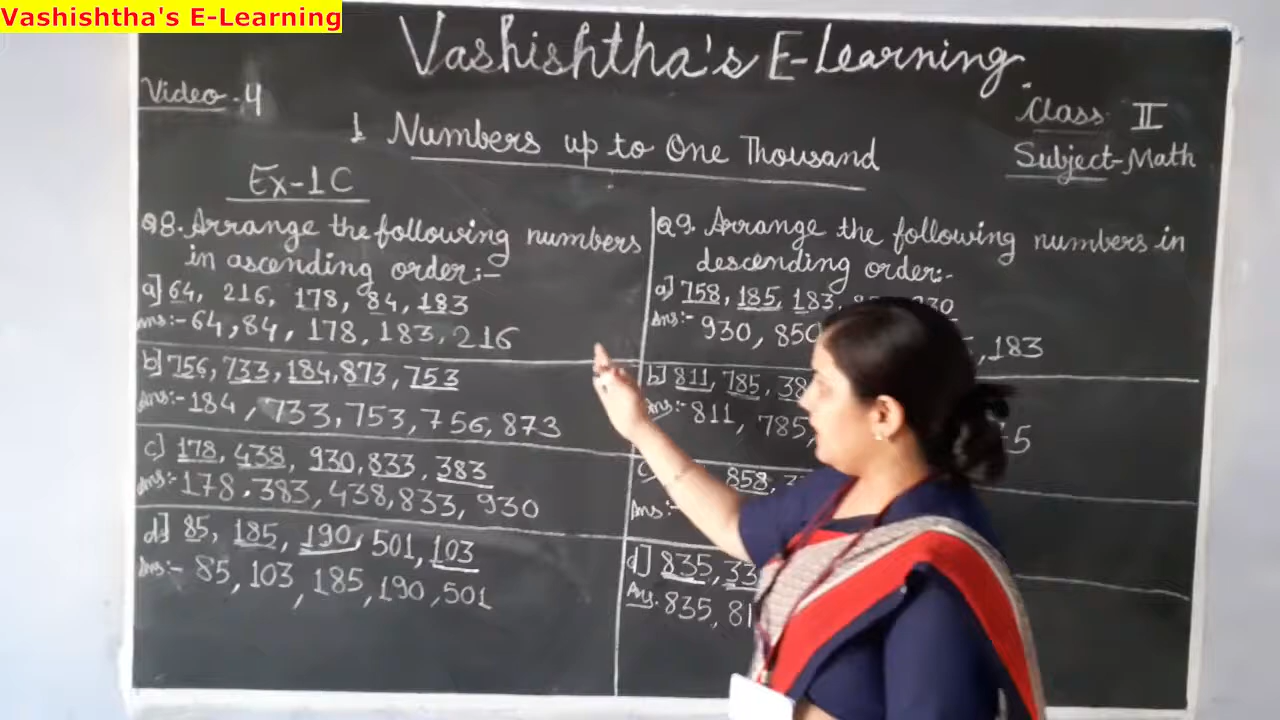 Vashishtha's E-Learning
Vashishtha's E-Learning
Video-4
Class II
1 Numbers up to One Thousand
Subject-Math
Ex-1C
Q8. Arrange the following numbers
in ascending order:-
a] 64, 216, 178, 84, 183
Ans:- 64, 84, 178, 183, 216
b] 756, 733, 184, 873, 753
Ans:- 184, 733, 753, 756, 873
c] 178, 438, 930, 833, 383
Ans:- 178, 383, 438, 833, 930
d] 85, 185, 190, 501, 103
Ans:- 85, 103, 185, 190, 501
Q9. Arrange the following numbers in
descending order:-
a] 758, 185, 183,
Ans:- 930, 850 , 183
b] 811, 785,
Ans:- 811, 785,
858,
Ans:-
d] 835,
Ans. 835,